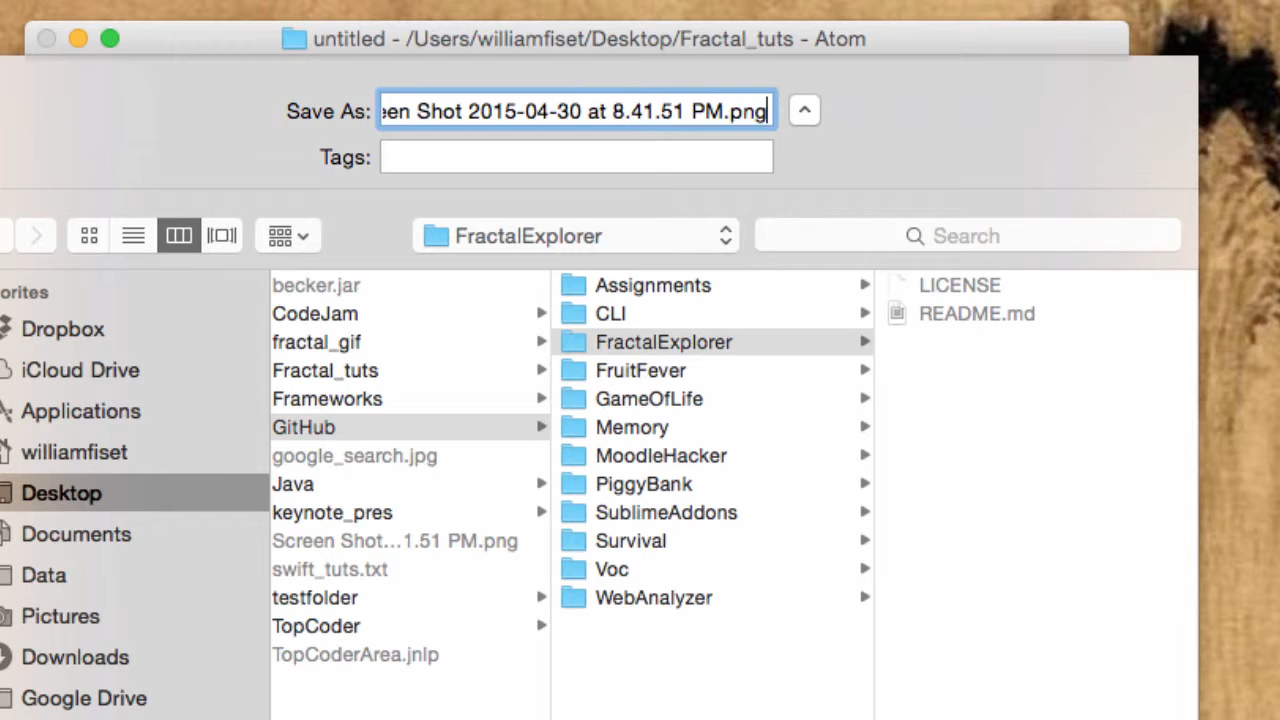 untitled - /Users/williamfiset/Desktop/Fractal_tuts - Atom
Save As: een Shot 2015-04-30 at 8.41.51 PM.png
Tags:
FractalExplorer
Search
orites
Dropbox
iCloud Drive
Applications
williamfiset
Desktop
Documents
Data
Pictures
Downloads
Google Drive
becker.jar
CodeJam
fractal_gif
Fractal_tuts
Frameworks
GitHub
google_search.jpg
Java
keynote_pres
Screen Shot...1.51 PM.png
swift_tuts.txt
testfolder
TopCoder
TopCoderArea.jnlp
Assignments
CLI
FractalExplorer
FruitFever
GameOfLife
Memory
MoodleHacker
PiggyBank
SublimeAddons
Survival
Voc
WebAnalyzer
LICENSE
README.md